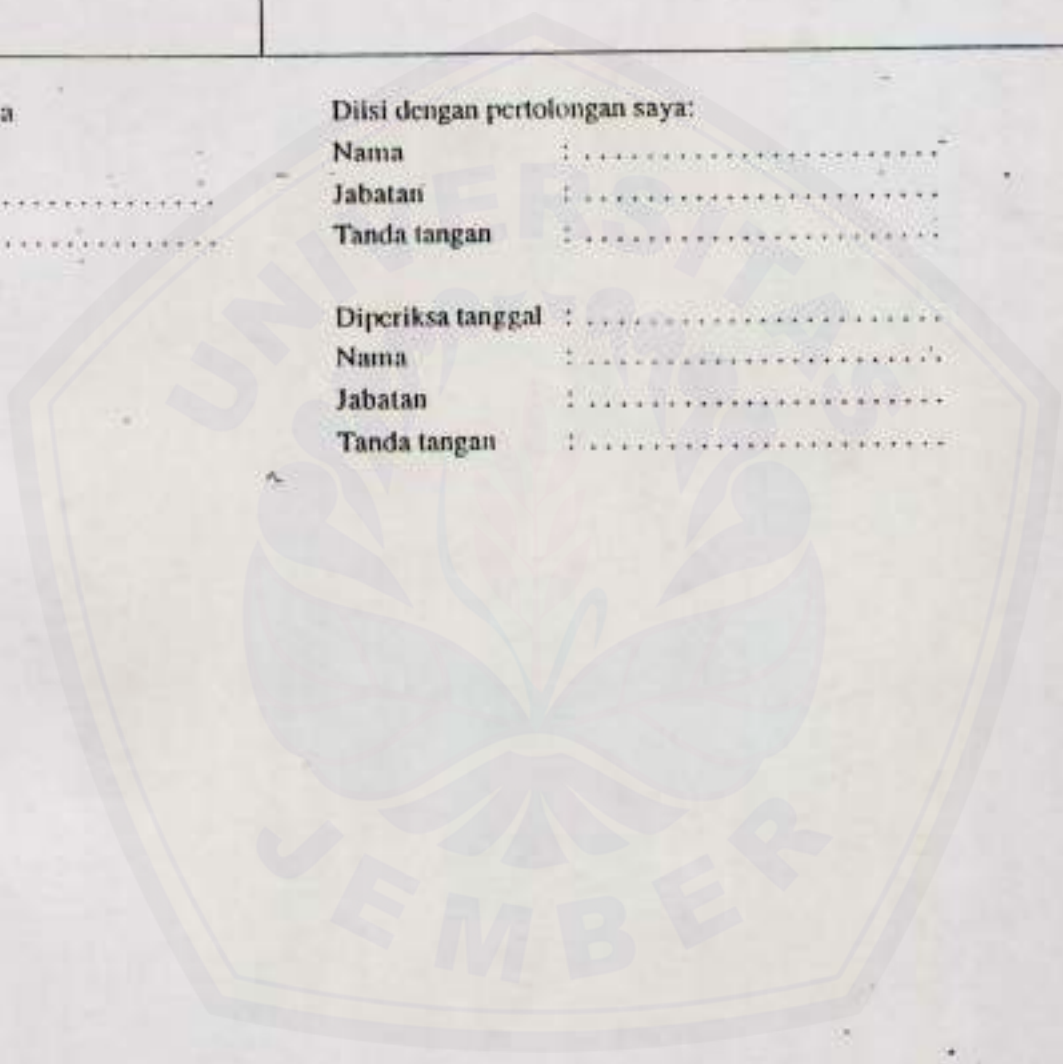 a
Diisi dengan pertolongan saya:
Nama : ........................
Jabatan : ........................
Tanda tangan : ........................
Diperiksa tanggal : ........................
Nama : ........................
Jabatan : ........................
Tanda tangan : ........................
UNIVERSITAS
JEMBER